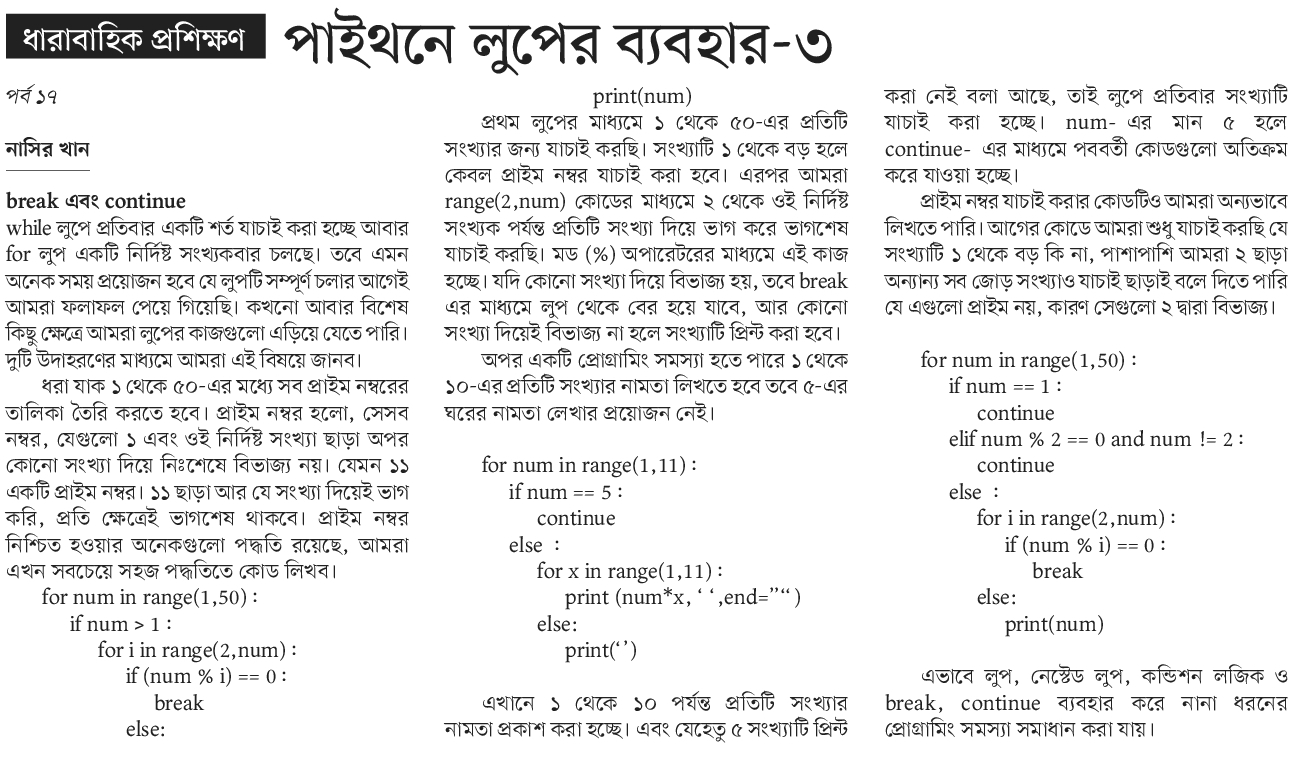 ধারাবাহিক প্রশিক্ষণ
পাইথনে লুপের ব্যবহার-৩
পর্ব ১৭
নাসির খান
break এবং continue
while লুপে প্রতিবার একটি শর্ত যাচাই করা হচ্ছে আবার
for লুপ একটি নির্দিষ্ট সংখ্যকবার চলছে। তবে এমন
অনেক সময় প্রয়োজন হবে যে লুপটি সম্পূর্ণ চলার আগেই
আমরা ফলাফল পেয়ে গিয়েছি। কখনো আবার বিশেষ
কিছু ক্ষেত্রে আমরা লুপের কাজগুলো এড়িয়ে যেতে পারি।
দুটি উদাহরণের মাধ্যমে আমরা এই বিষয়ে জানব।
ধরা যাক ১ থেকে ৫০-এর মধ্যে সব প্রাইম নম্বরের
তালিকা তৈরি করতে হবে। প্রাইম নম্বর হলো, সেসব
নম্বর, যেগুলো ১ এবং ওই নির্দিষ্ট সংখ্যা ছাড়া অপর
কোনো সংখ্যা দিয়ে নিঃশেষে বিভাজ্য নয়। যেমন ১১
একটি প্রাইম নম্বর। ১১ ছাড়া আর যে সংখ্যা দিয়েই ভাগ
করি, প্রতি ক্ষেত্রেই ভাগশেষ থাকবে। প্রাইম নম্বর
নিশ্চিত হওয়ার অনেকগুলো পদ্ধতি রয়েছে, আমরা
এখন সবচেয়ে সহজ পদ্ধতিতে কোড লিখব।
for num in range(1,50) :
if num > 1 :
for i in range(2,num) :
if (num % i) == 0 :
break
else:
print(num)
প্রথম লুপের মাধ্যমে ১ থেকে ৫০-এর প্রতিটি
সংখ্যার জন্য যাচাই করছি। সংখ্যাটি ১ থেকে বড় হলে
কেবল প্রাইম নম্বর যাচাই করা হবে। এরপর আমরা
range(2,num) কোডের মাধ্যমে ২ থেকে ওই নির্দিষ্ট
সংখ্যক পর্যন্ত প্রতিটি সংখ্যা দিয়ে ভাগ করে ভাগশেষ
যাচাই করছি। মড (%) অপারেটরের মাধ্যমে এই কাজ
হচ্ছে। যদি কোনো সংখ্যা দিয়ে বিভাজ্য হয়, তবে break
এর মাধ্যমে লুপ থেকে বের হয়ে যাবে, আর কোনো
সংখ্যা দিয়েই বিভাজ্য না হলে সংখ্যাটি প্রিন্ট করা হবে।
অপর একটি প্রোগ্রামিং সমস্যা হতে পারে ১ থেকে
১০-এর প্রতিটি সংখ্যার নামতা লিখতে হবে তবে ৫-এর
ঘরের নামতা লেখার প্রয়োজন নেই।
for num in range(1,11) :
if num == 5 :
continue
else :
for x in range(1,11) :
print (num*x, ‘ ‘,end=”“ )
else:
print(‘’)
এখানে ১ থেকে ১০ পর্যন্ত প্রতিটি সংখ্যার
নামতা প্রকাশ করা হচ্ছে। এবং যেহেতু ৫ সংখ্যাটি প্রিন্ট
করা নেই বলা আছে, তাই লুপে প্রতিবার সংখ্যাটি
যাচাই করা হচ্ছে। num- এর মান ৫ হলে
continue- এর মাধ্যমে পববর্তী কোডগুলো অতিক্রম
করে যাওয়া হচ্ছে।
প্রাইম নম্বর যাচাই করার কোডটিও আমরা অন্যভাবে
লিখতে পারি। আগের কোডে আমরা শুধু যাচাই করছি যে
সংখ্যাটি ১ থেকে বড় কি না, পাশাপাশি আমরা ২ ছাড়া
অন্যান্য সব জোড় সংখ্যাও যাচাই ছাড়াই বলে দিতে পারি
যে এগুলো প্রাইম নয়, কারণ সেগুলো ২ দ্বারা বিভাজ্য।
for num in range(1,50) :
if num == 1 :
continue
elif num % 2 == 0 and num != 2 :
continue
else :
for i in range(2,num) :
if (num % i) == 0 :
break
else:
print(num)
এভাবে লুপ, নেস্টেড লুপ, কন্ডিশন লজিক ও
break, continue ব্যবহার করে নানা ধরনের
প্রোগ্রামিং সমস্যা সমাধান করা যায়।